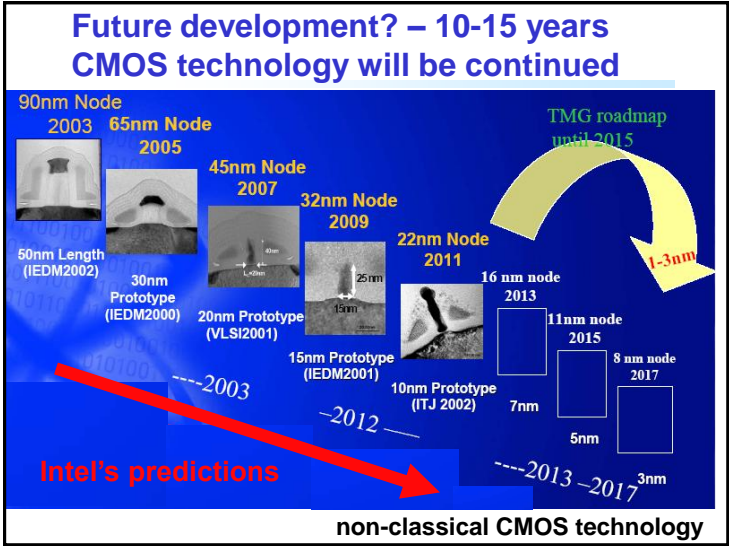 Future development? – 10-15 years
CMOS technology will be continued
90nm Node
2003
65nm Node
2005
45nm Node
2007
32nm Node
2009
22nm Node
2011
TMG roadmap
until 2015
1-3nm
16 nm node
2013
11nm node
2015
8 nm node
2017
40nm
25 nm
15nm
50nm Length
(IEDM2002)
30nm
Prototype
(IEDM2000)
20nm Prototype
(VLSI2001)
15nm Prototype
(IEDM2001)
10nm Prototype
(ITJ 2002)
7nm
5nm
3nm
----2003
–2012 ----
----2013 –2017
Intel's predictions
non-classical CMOS technology